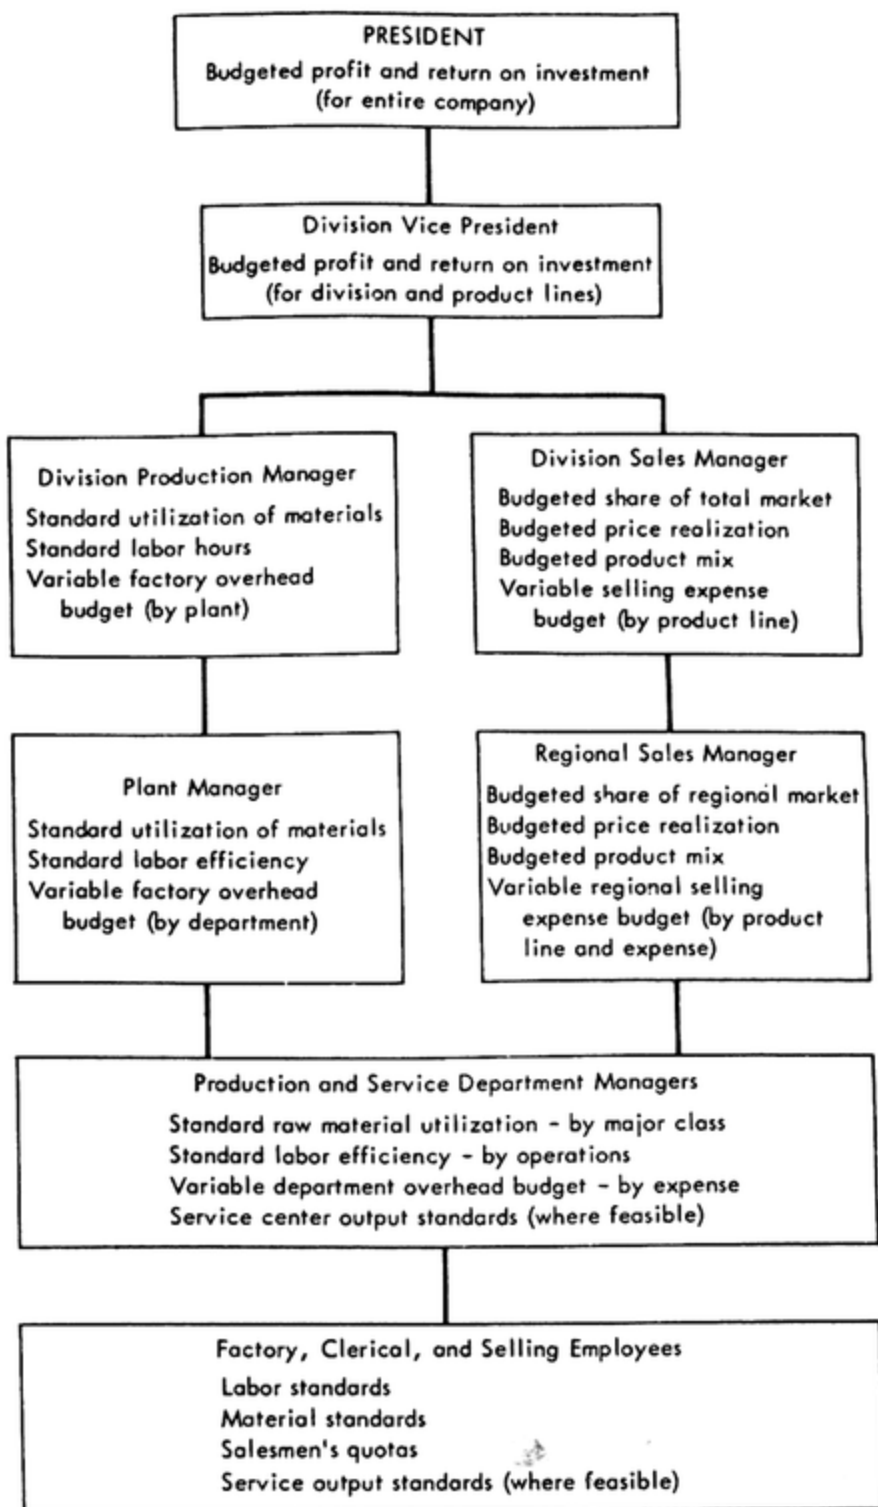 PRESIDENT
Budgeted profit and return on investment
(for entire company)
Division Vice President
Budgeted profit and return on investment
(for division and product lines)
Division Production Manager
Standard utilization of materials
Standard labor hours
Variable factory overhead
budget (by plant)
Division Sales Manager
Budgeted share of total market
Budgeted price realization
Budgeted product mix
Variable selling expense
budget (by product line)
Plant Manager
Standard utilization of materials
Standard labor efficiency
Variable factory overhead
budget (by department)
Regional Sales Manager
Budgeted share of regional market
Budgeted price realization
Budgeted product mix
Variable regional selling
expense budget (by product
line and expense)
Production and Service Department Managers
Standard raw material utilization - by major class
Standard labor efficiency - by operations
Variable department overhead budget - by expense
Service center output standards (where feasible)
Factory, Clerical, and Selling Employees
Labor standards
Material standards
Salesmen's quotas
Service output standards (where feasible)